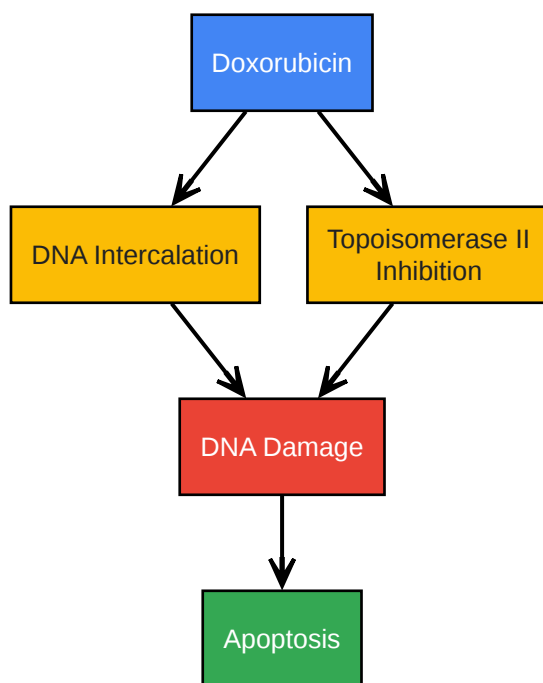 Doxorubicin
DNA Intercalation
Topoisomerase II
Inhibition
DNA Damage
Apoptosis